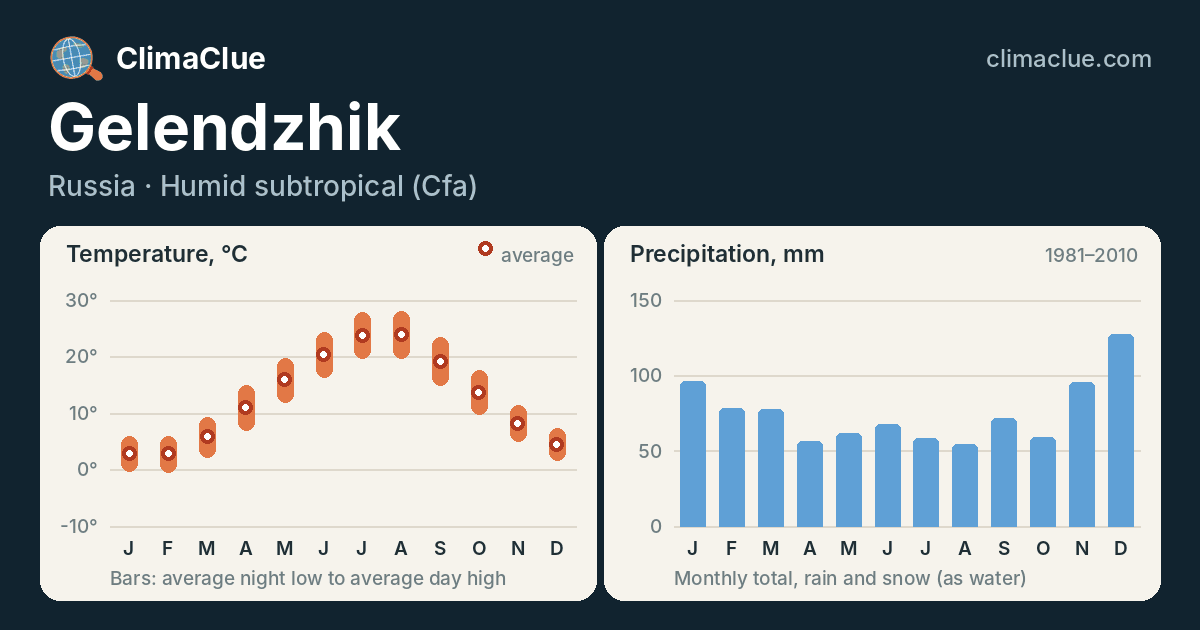 ClimaClue
climaclue.com
Gelendzhik
Russia · Humid subtropical (Cfa)
Temperature, °C
average
30°
20°
10°
0°
-10°
J F M A M J J A S O N D
Bars: average night low to average day high
Precipitation, mm
1981–2010
150
100
50
0
J F M A M J J A S O N D
Monthly total, rain and snow (as water)